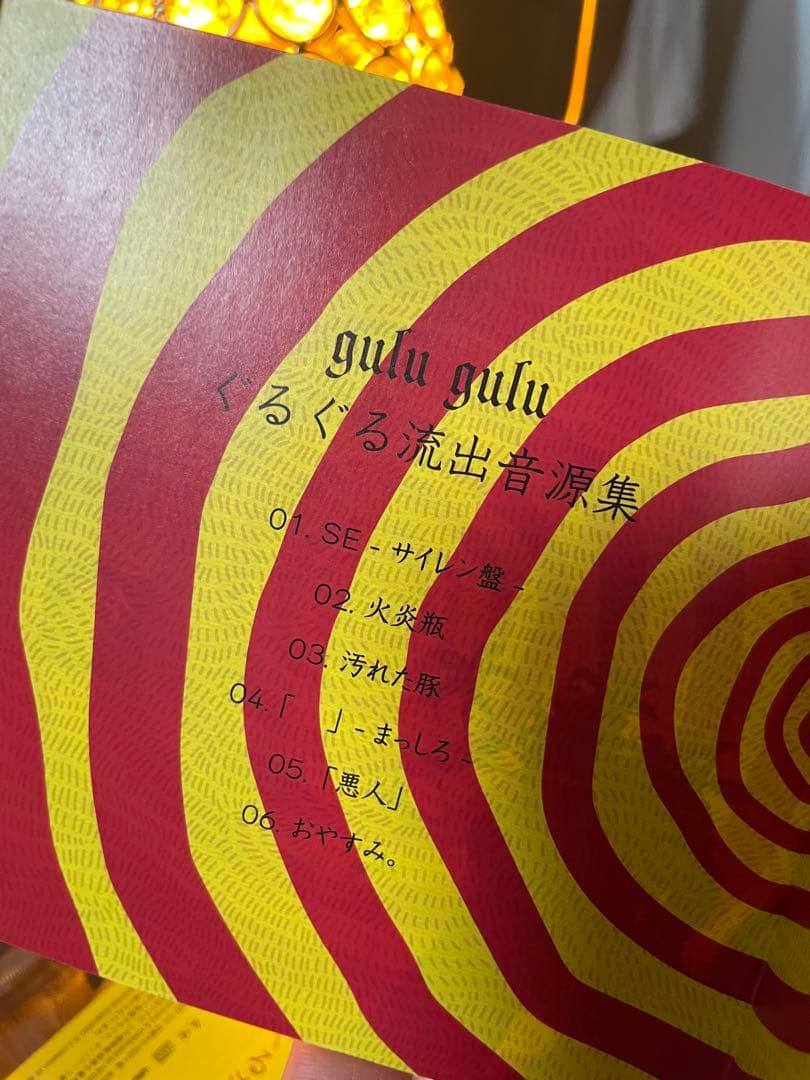 gulu gulu
ぐるぐる流出音源集
01. SE - サイレン盤 -
02. 火炎瓶
03. 汚れた豚
04.「　」- まっしろ -
05.「悪人」
06. おやすみ。